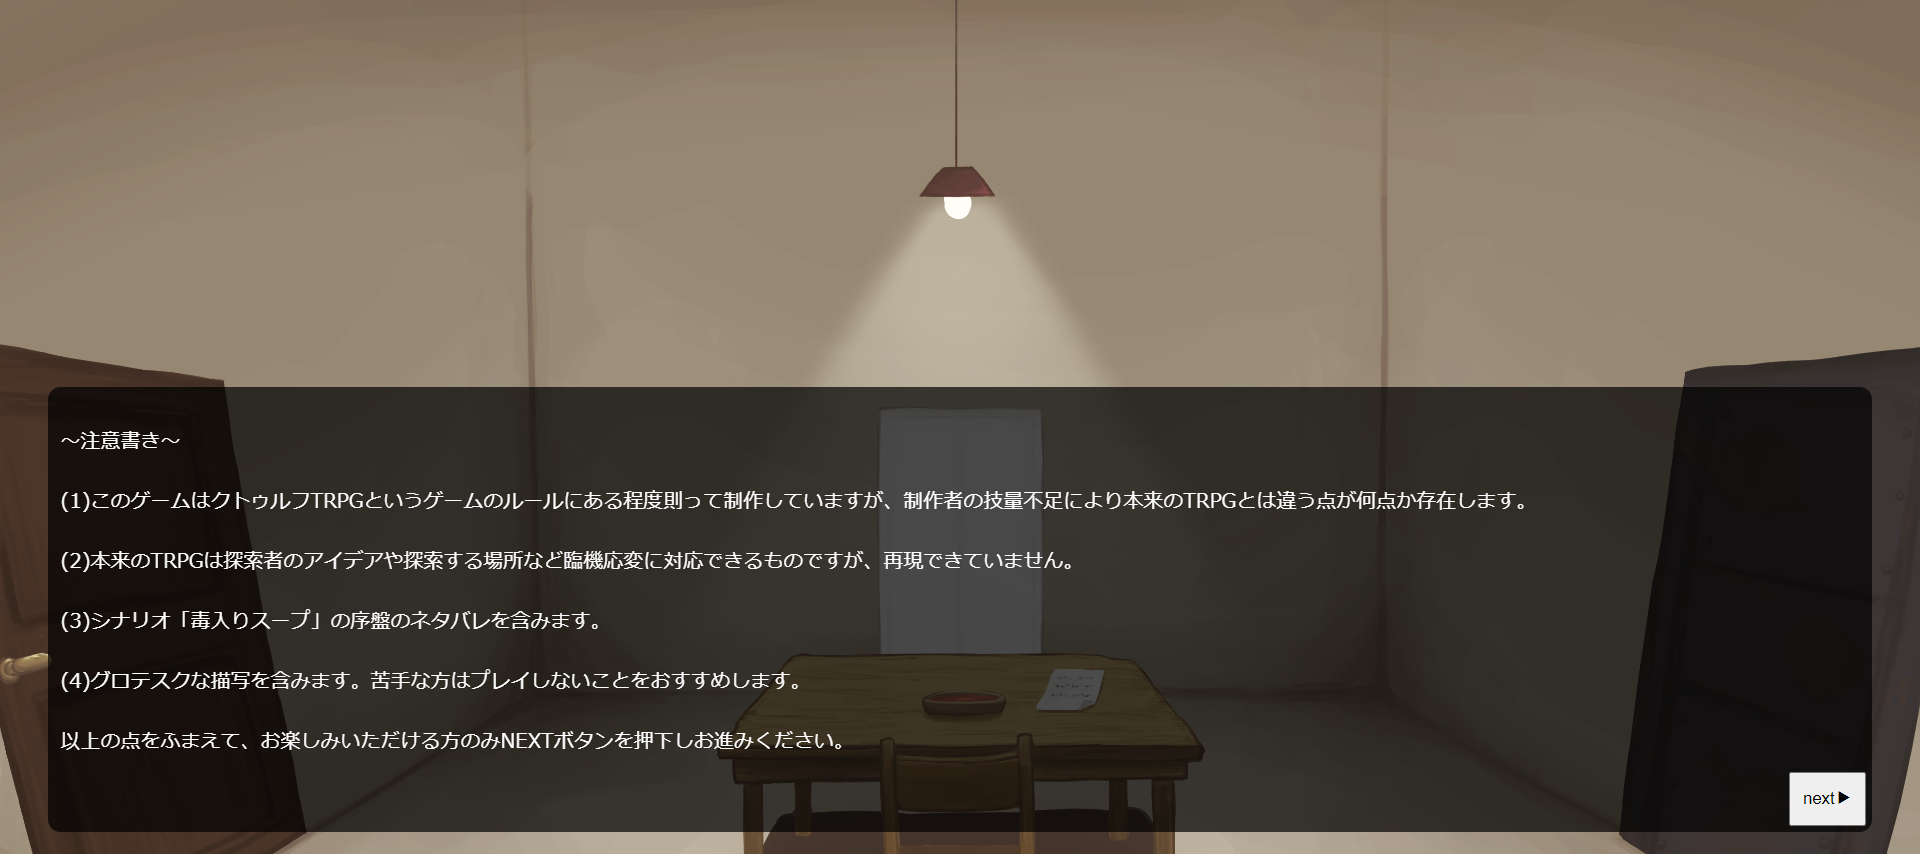 ～注意書き～
(1)このゲームはクトゥルフTRPGというゲームのルールにある程度則って制作していますが、制作者の技量不足により本来のTRPGとは違う点が何点か存在します。
(2)本来のTRPGは探索者のアイデアや探索する場所など臨機応変に対応できるものですが、再現できていません。
(3)シナリオ「毒入りスープ」の序盤のネタバレを含みます。
(4)グロテスクな描写を含みます。苦手な方はプレイしないことをおすすめします。
以上の点をふまえて、お楽しみいただける方のみNEXTボタンを押下しお進みください。
next▶